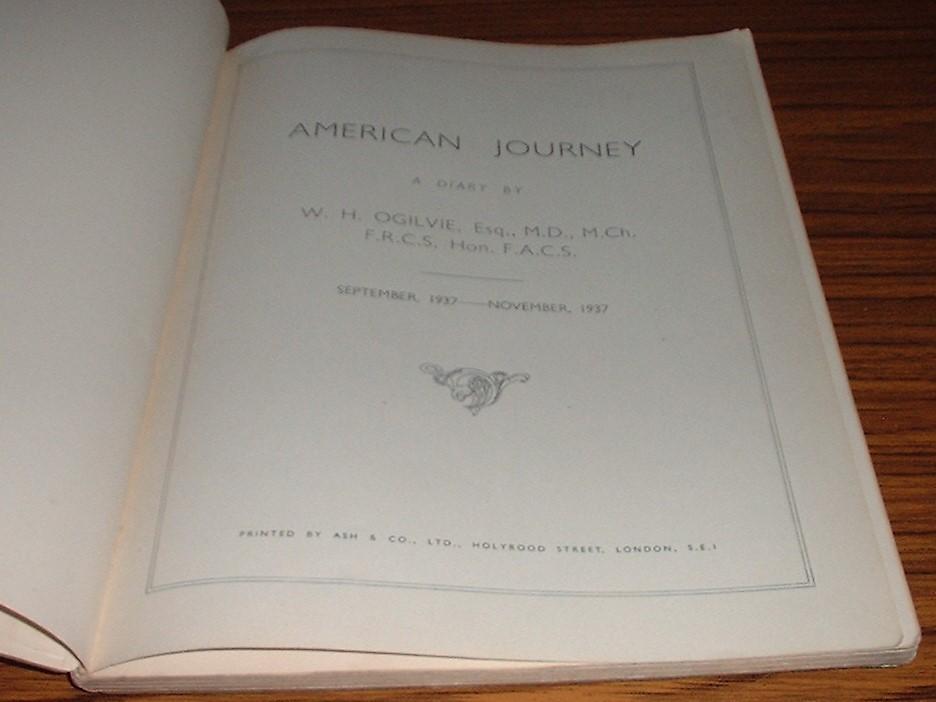 AMERICAN JOURNEY
A DIARY BY
W. H. OGILVIE, Esq., M.D., M.Ch.
F.R.C.S. Hon. F.A.C.S.
SEPTEMBER, 1937—NOVEMBER, 1937
PRINTED BY ASH & CO., LTD., HOLYROOD STREET, LONDON, S.E.1